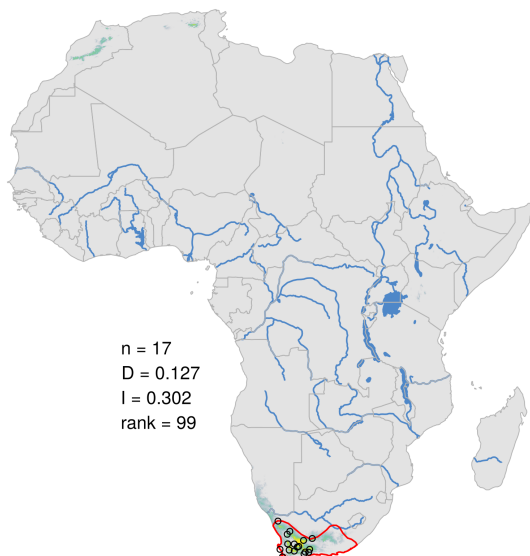 n = 17
D = 0.127
I = 0.302
rank = 99